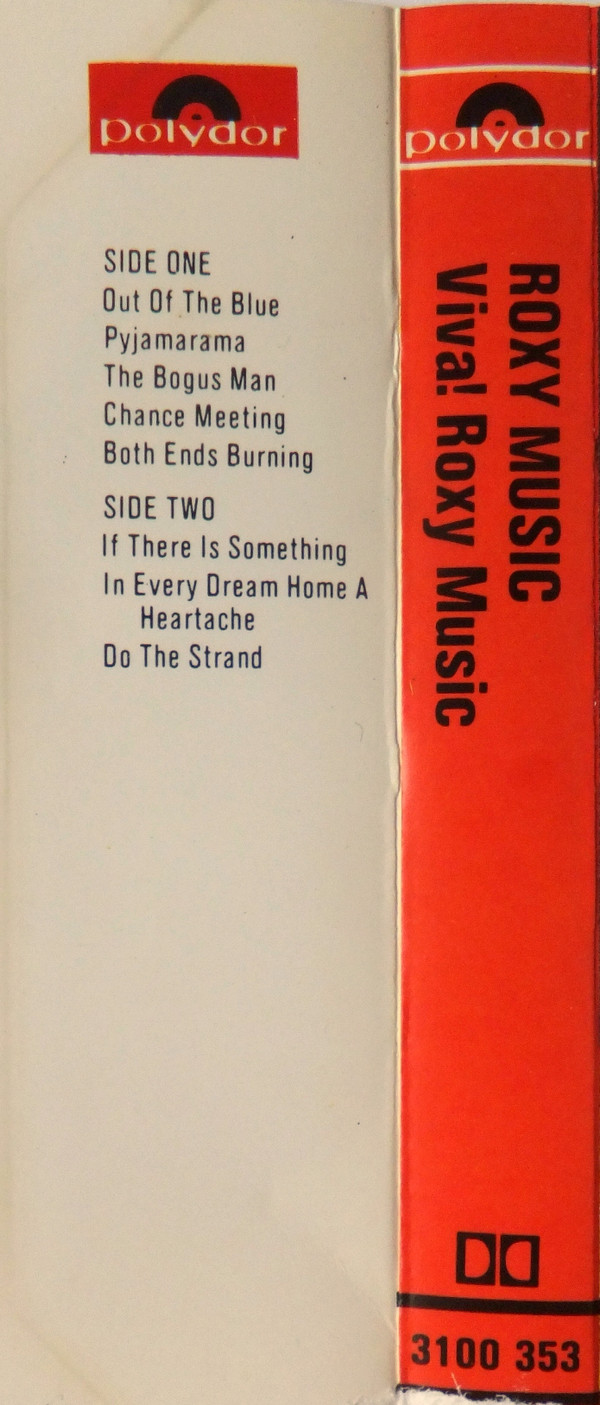 polydor
SIDE ONE
Out Of The Blue
Pyjamarama
The Bogus Man
Chance Meeting
Both Ends Burning
SIDE TWO
If There Is Something
In Every Dream Home A
Heartache
Do The Strand
polydor
ROXY MUSIC
Viva! Roxy Music
3100 353